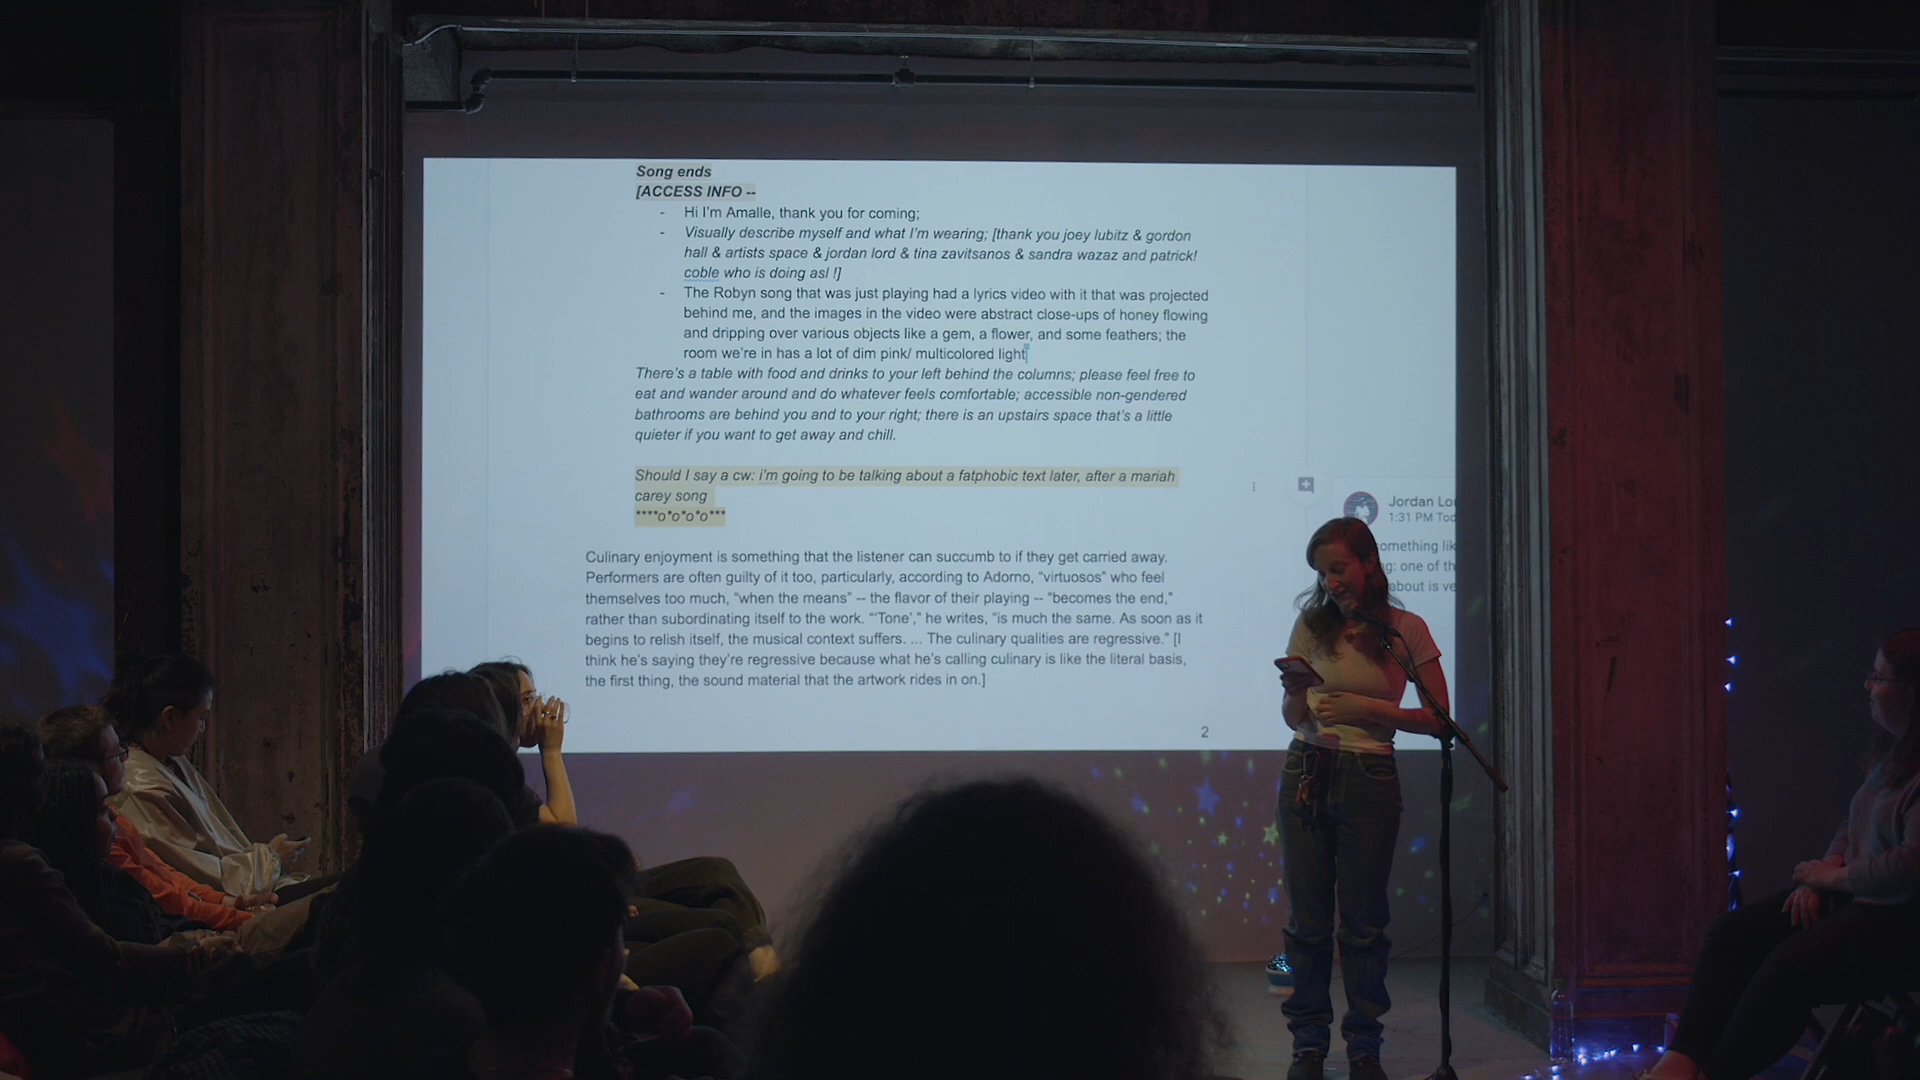 Song ends
[ACCESS INFO --
- Hi I'm Amalle, thank you for coming;
- Visually describe myself and what I'm wearing; [thank you joey lubitz & gordon
hall & artists space & jordan lord & tina zavitsanos & sandra wazaz and patrick!
coble who is doing asl !]
- The Robyn song that was just playing had a lyrics video with it that was projected
behind me, and the images in the video were abstract close-ups of honey flowing
and dripping over various objects like a gem, a flower, and some feathers; the
room we're in has a lot of dim pink/ multicolored light
There's a table with food and drinks to your left behind the columns; please feel free to
eat and wander around and do whatever feels comfortable; accessible non-gendered
bathrooms are behind you and to your right; there is an upstairs space that's a little
quieter if you want to get away and chill.
Should I say a cw: i'm going to be talking about a fatphobic text later, after a mariah
carey song
****o*o*o*o***
Culinary enjoyment is something that the listener can succumb to if they get carried away.
Performers are often guilty of it too, particularly, according to Adorno, "virtuosos" who feel
themselves too much, "when the means" -- the flavor of their playing -- "becomes the end,"
rather than subordinating itself to the work. "'Tone'," he writes, "is much the same. As soon as it
begins to relish itself, the musical context suffers. ... The culinary qualities are regressive." [I
think he's saying they're regressive because what he's calling culinary is like the literal basis,
the first thing, the sound material that the artwork rides in on.]
2
Jordan Lor
1:31 PM Tod
omething lik
g: one of th
about is ve